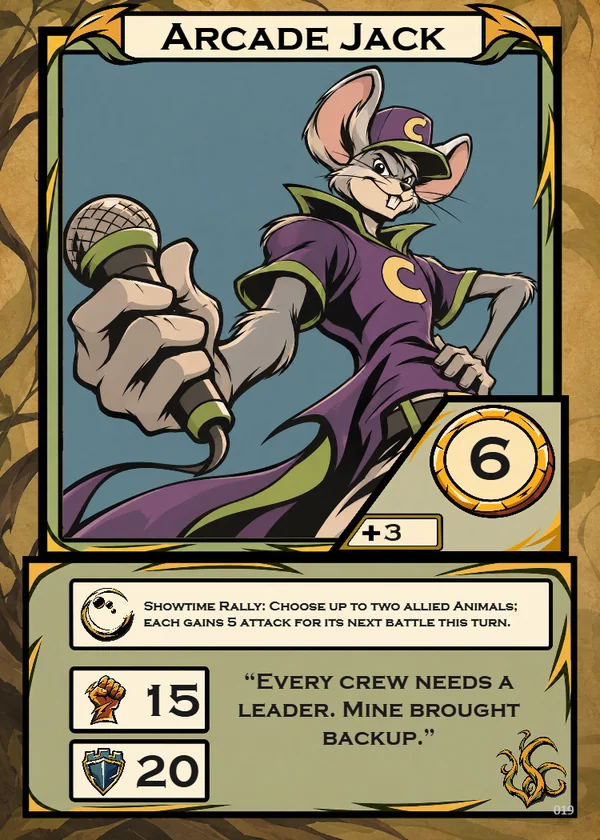 Arcade Jack
C
C
6
+3
Showtime Rally: Choose up to two allied Animals;
each gains 5 attack for its next battle this turn.
15
“Every crew needs a
leader. Mine brought
backup.”
20
019